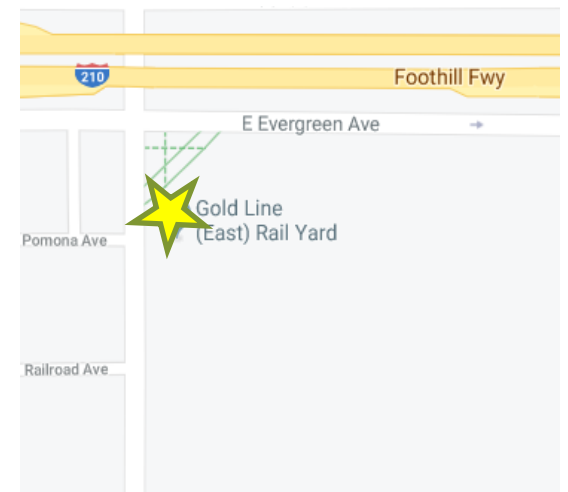 210
Foothill Fwy
E Evergreen Ave
Gold Line
(East) Rail Yard
Pomona Ave
Railroad Ave